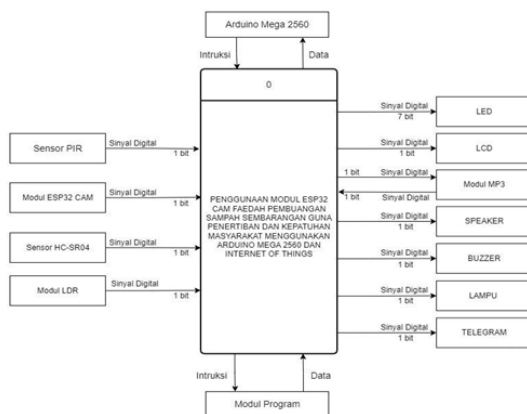 Arduino Mega 2560
Intruksi
Data
0
Sensor PIR
Sinyal Digital
1 bit
Modul ESP32 CAM
Sinyal Digital
1 bit
Sensor HC-SR04
Sinyal Digital
1 bit
Modul LDR
Sinyal Digital
1 bit
PENGGUNAAN MODUL ESP32
CAM FAEDAH PEMBUANGAN
SAMPAH SEMBARANGAN GUNA
PENERTIBAN DAN KEPATUHAN
MASYARAKAT MENGGUNAKAN
ARDUINO MEGA 2560 DAN
INTERNET OF THINGS
Sinyal Digital
7 bit
LED
Sinyal Digital
1 bit
LCD
1 bit
Sinyal Digital
1 bit
Sinyal Digital
Modul MP3
Sinyal Digital
1 bit
SPEAKER
Sinyal Digital
1 bit
BUZZER
Sinyal Digital
1 bit
LAMPU
Sinyal Digital
1 bit
TELEGRAM
Intruksi
Data
Modul Program